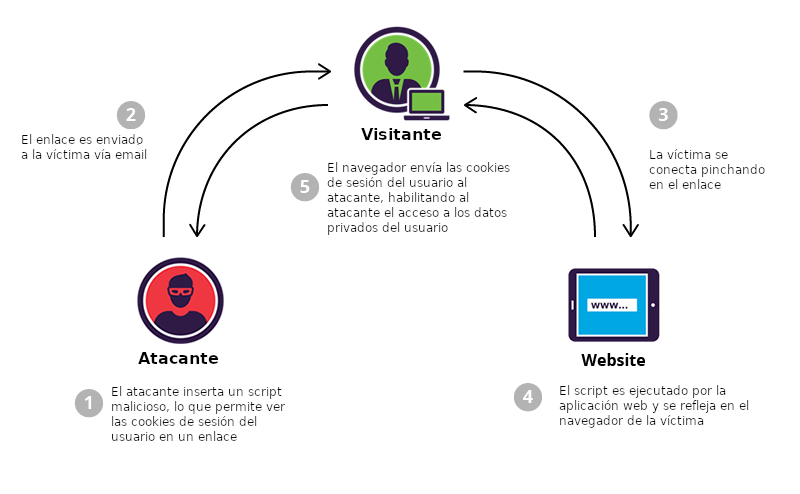 2
El enlace es enviado
a la víctima vía email
Visitante
3
La víctima se
conecta pinchando
en el enlace
5
El navegador envía las cookies
de sesión del usuario al
atacante, habilitando al
atacante el acceso a los datos
privados del usuario
www...
Atacante
Website
1
El atacante inserta un script
malicioso, lo que permite ver
las cookies de sesión del
usuario en un enlace
4
El script es ejecutado por la
aplicación web y se refleja en el
navegador de la víctima